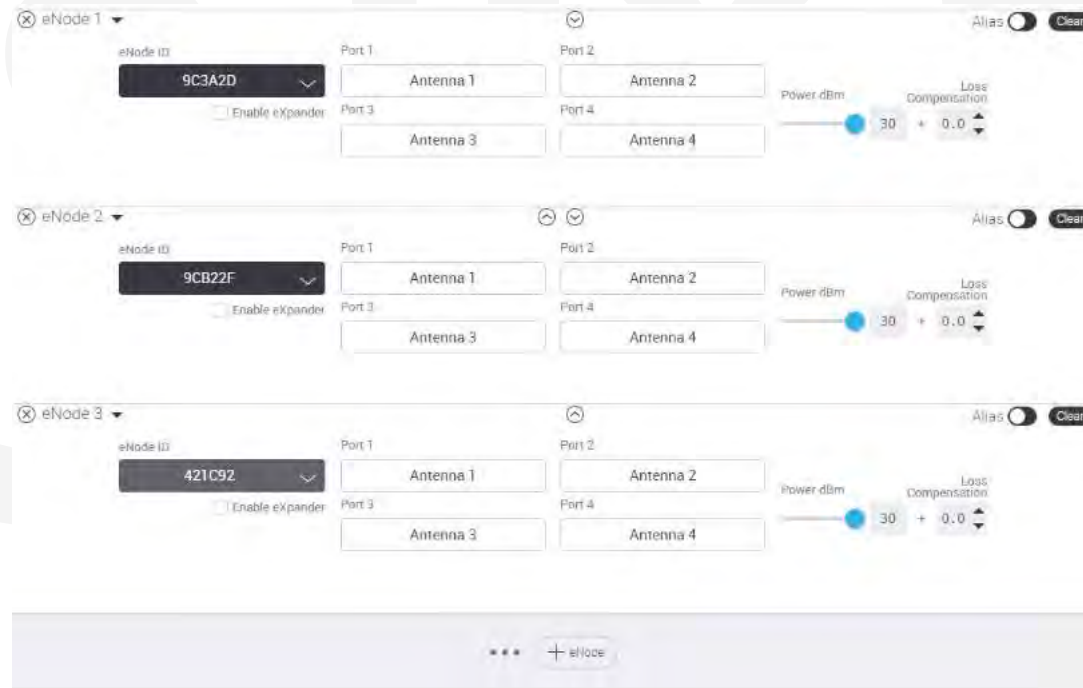 eNode 1 Alias Clear
eNode ID Port 1 Port 2
9C3A2D Antenna 1 Antenna 2
Power dBm Loss Compensation
Enable eXpander Port 3 Port 4
30 + 0.0
Antenna 3 Antenna 4
eNode 2 Alias Clear
eNode ID Port 1 Port 2
9CB22F Antenna 1 Antenna 2
Power dBm Loss Compensation
Enable eXpander Port 3 Port 4
30 + 0.0
Antenna 3 Antenna 4
eNode 3 Alias Clear
eNode ID Port 1 Port 2
421C92 Antenna 1 Antenna 2
Power dBm Loss Compensation
Enable eXpander Port 3 Port 4
30 + 0.0
Antenna 3 Antenna 4
••• + eNode